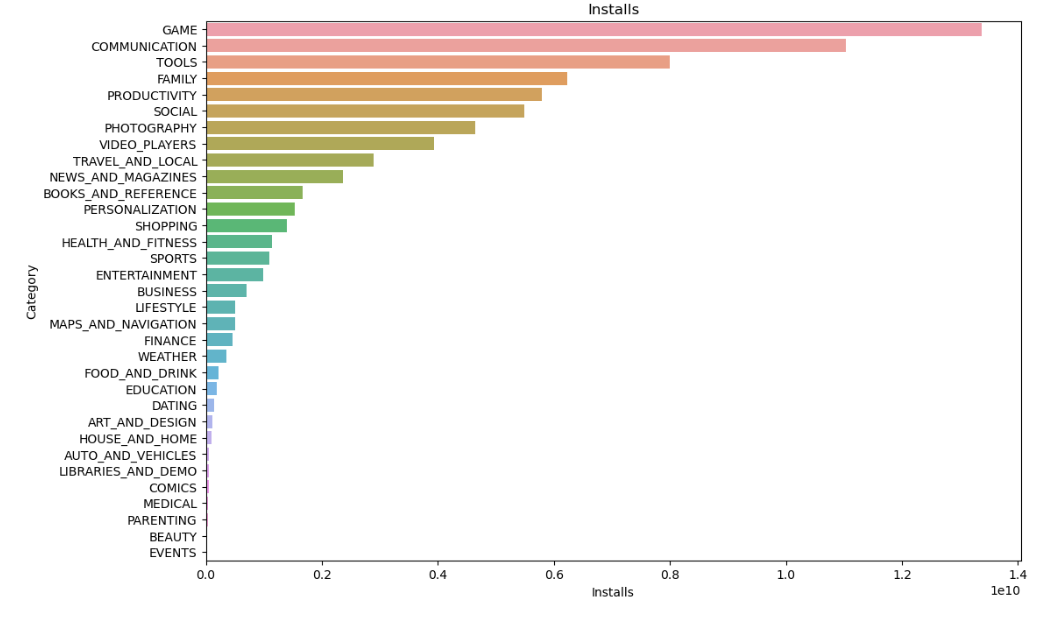 Installs
GAME
COMMUNICATION
TOOLS
FAMILY
PRODUCTIVITY
SOCIAL
PHOTOGRAPHY
VIDEO_PLAYERS
TRAVEL_AND_LOCAL
NEWS_AND_MAGAZINES
BOOKS_AND_REFERENCE
PERSONALIZATION
SHOPPING
HEALTH_AND_FITNESS
SPORTS
ENTERTAINMENT
BUSINESS
LIFESTYLE
MAPS_AND_NAVIGATION
FINANCE
WEATHER
FOOD_AND_DRINK
EDUCATION
DATING
ART_AND_DESIGN
HOUSE_AND_HOME
AUTO_AND_VEHICLES
LIBRARIES_AND_DEMO
COMICS
MEDICAL
PARENTING
BEAUTY
EVENTS
Category
0.0 0.2 0.4 0.6 0.8 1.0 1.2 1.4
1e10
Installs